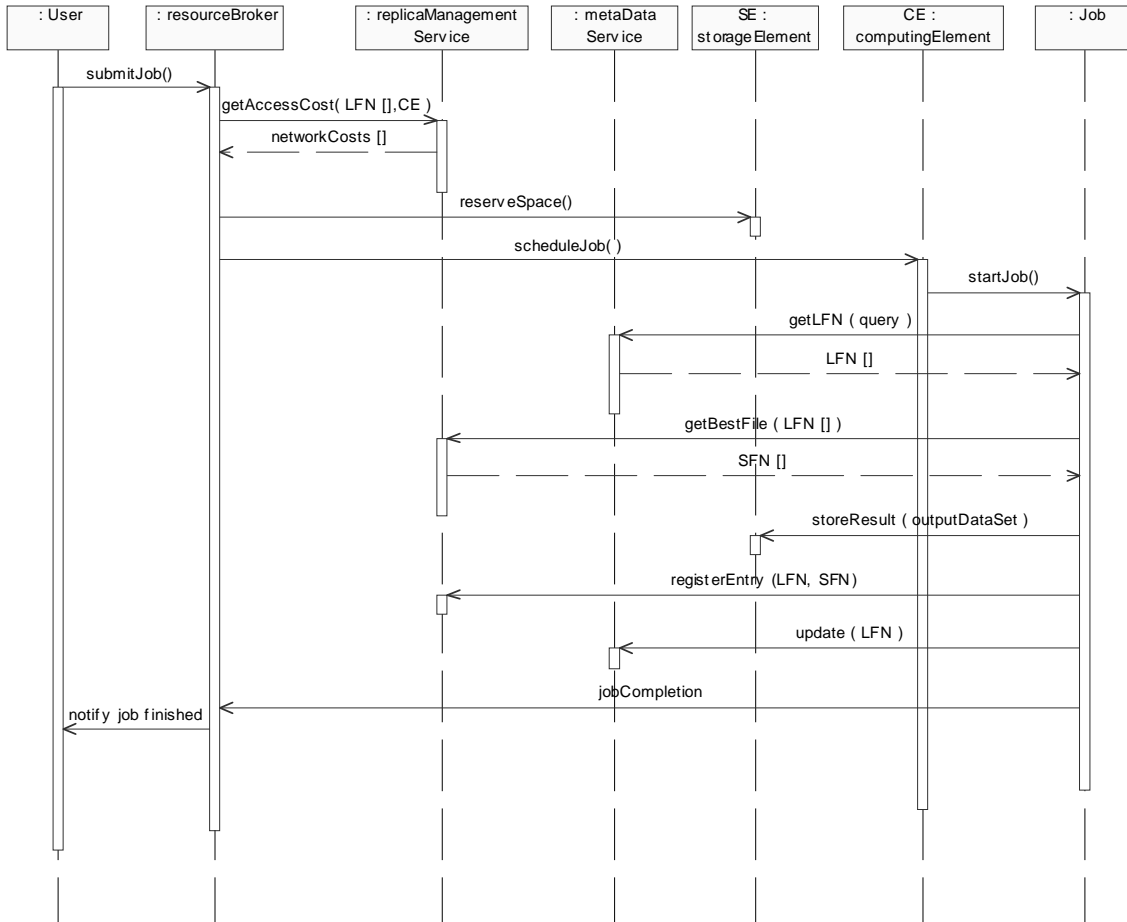 : User
: resourceBroker
: replicaManagement
Service
: metaData
Service
SE :
storageElement
CE :
computingElement
: Job
submitJob()
getAccessCost( LFN [],CE )
networkCosts []
reserveSpace()
scheduleJob( )
startJob()
getLFN ( query )
LFN []
getBestFile ( LFN [] )
SFN []
storeResult ( outputDataSet )
registerEntry (LFN, SFN)
update ( LFN )
jobCompletion
notify job finished